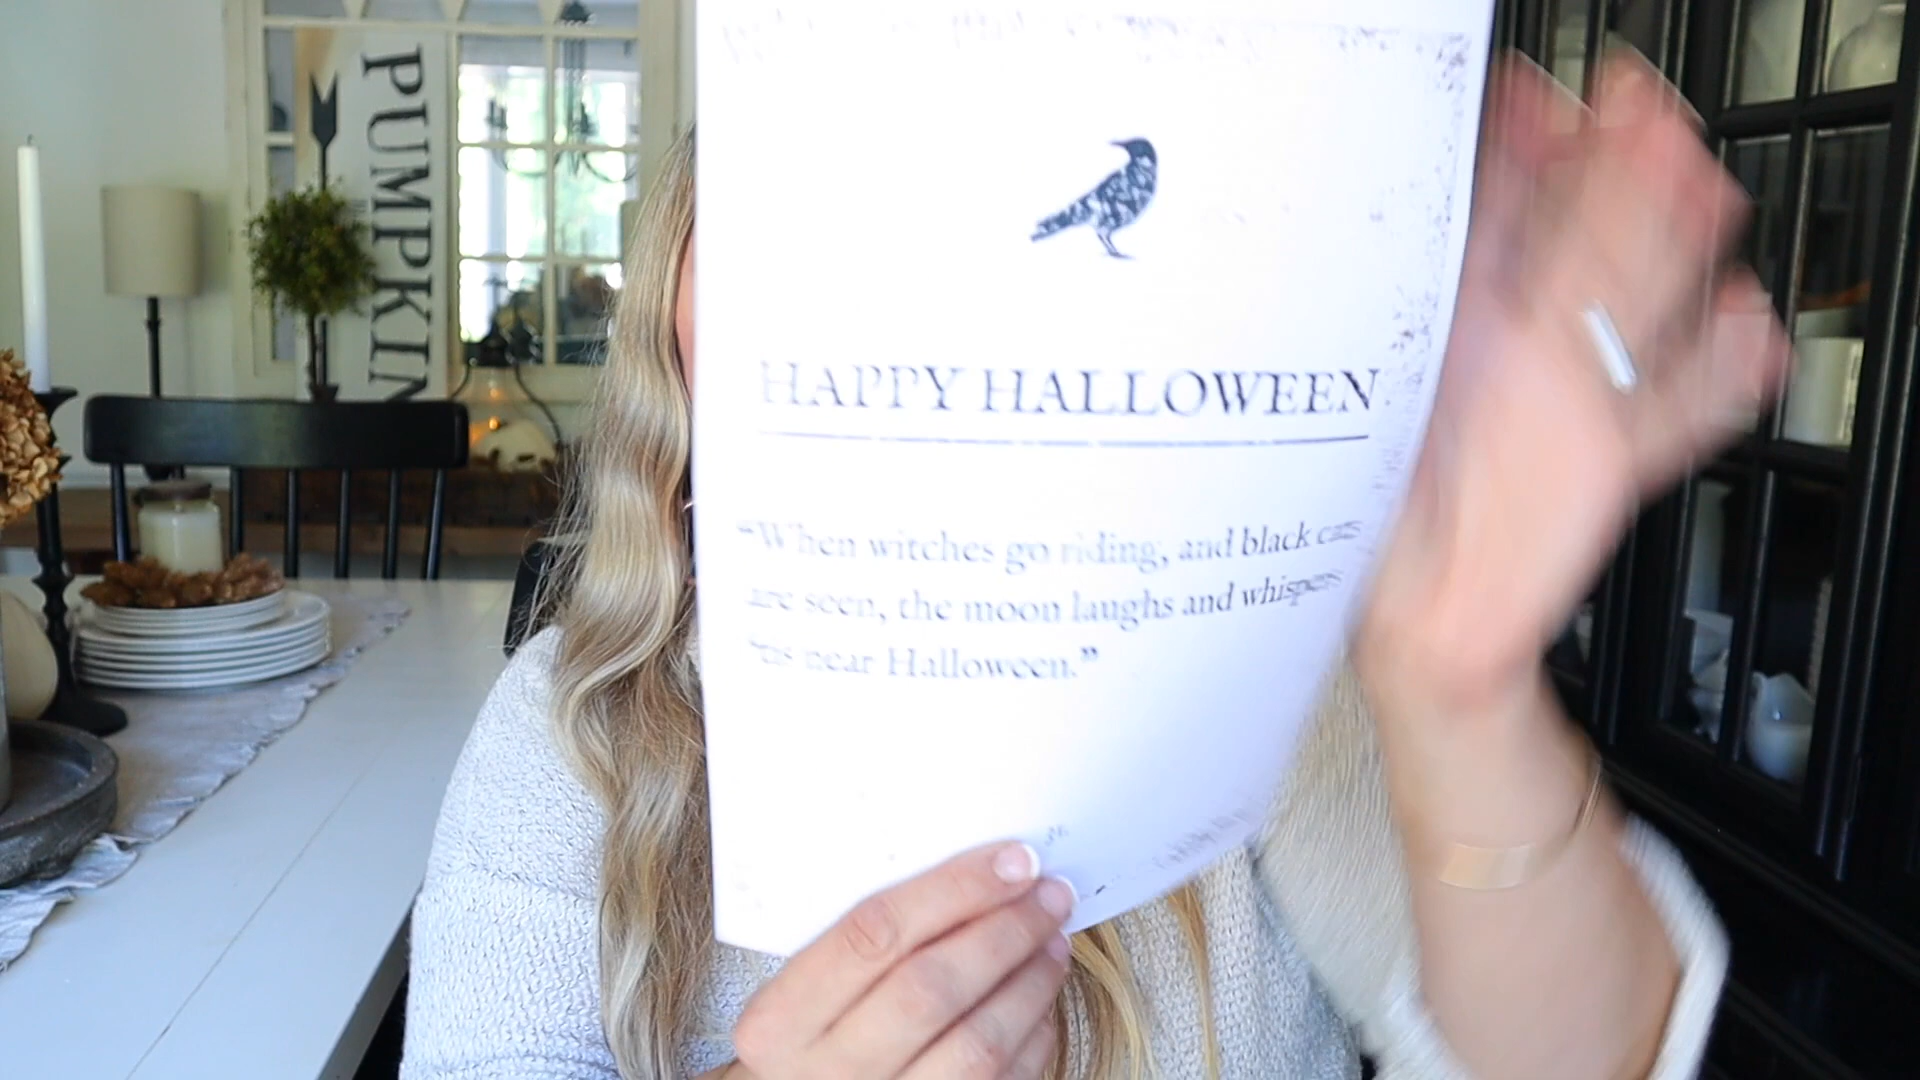 PUMPKIN
HAPPY HALLOWEEN
“When witches go riding, and black cats
are seen, the moon laughs and whispers
‘tis near Halloween.”